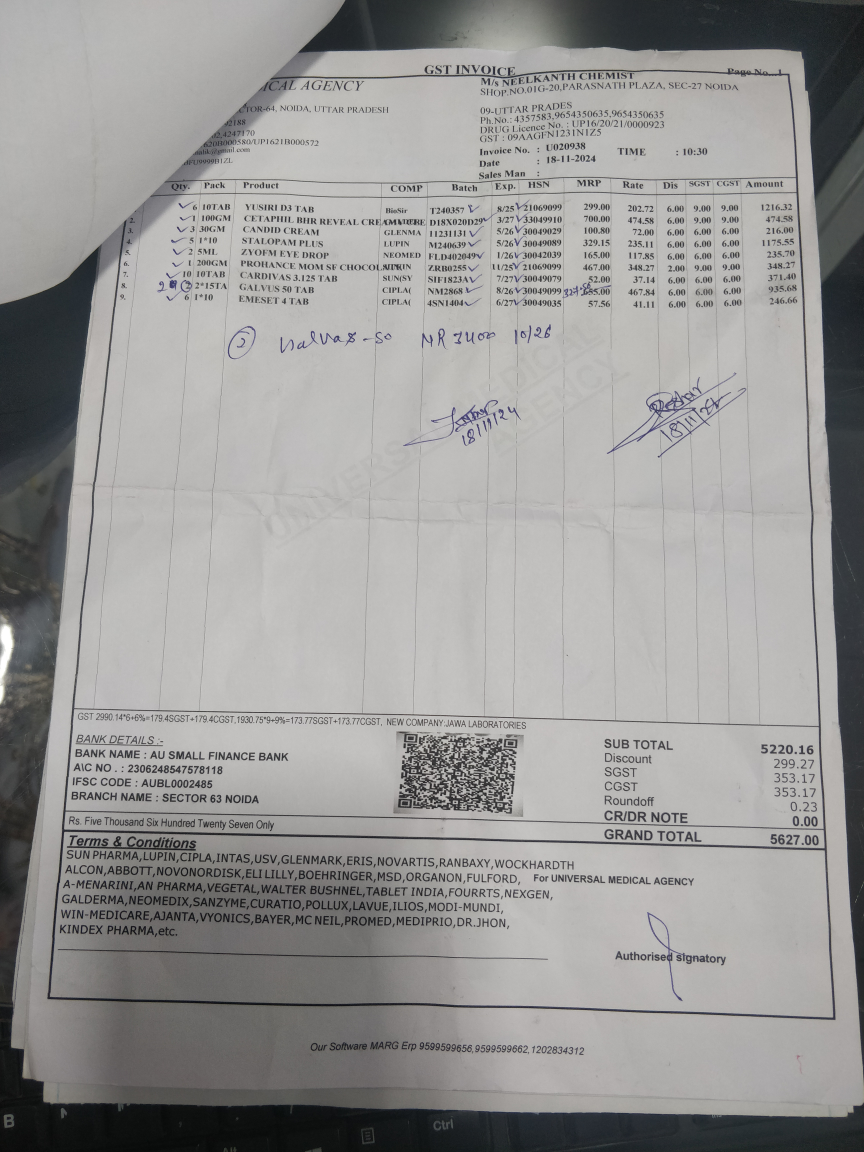 GST INVOICE
Page No...1
CAL AGENCY
M/s NEELKANTH CHEMIST
SHOP.NO.01G-20,PARASNATH PLAZA, SEC-27 NOIDA
CTOR-64, NOIDA, UTTAR PRADESH
09-UTTAR PRADES
Ph.No.: 4357583,9654350635,9654350635
DRUG Licence No. : UP16/20/21/0000923
GST : 09AAGFN1231N1Z5
92188
4247170
620B000580/UP1621B000572
Invoice No. : U020938
Date : 18-11-2024 TIME : 10:30
Sales Man :
Qty. Pack Product COMP Batch Exp. HSN MRP Rate Dis SGST CGST Amount
6 10TAB YUSIRI D3 TAB BioSir T240357 8/25 21069099 299.00 202.72 6.00 9.00 9.00 1216.32
2. 1 100GM CETAPHIL BHR REVEAL D18X020D29 3/27 33049910 700.00 474.58 6.00 9.00 9.00 474.58
3. 3 30GM CANDID CREAM GLENMA 11231131 5/26 30049029 100.80 72.00 6.00 6.00 6.00 216.00
4. 5 1*10 STALOPAM PLUS LUPIN M240639 5/26 30049089 329.15 235.11 6.00 6.00 6.00 1175.55
5. 2 5ML ZYOFM EYE DROP NEOMED FLD402049 1/26 30042039 165.00 117.85 6.00 6.00 6.00 235.70
6. 1 200GM PROHANCE MOM SF CHOCOL ZRB0255 11/25 21069099 467.00 348.27 2.00 9.00 9.00 348.27
7. 10 10TAB CARDIVAS 3.125 TAB SUN(SY SIF1823A 7/27 30049079 52.00 37.14 6.00 6.00 6.00 371.40
8. 2 2*15TA GALVUS 50 TAB CIPLA( NM2868 8/26 30049099 467.84 6.00 6.00 6.00 935.68
9. 6 1*10 EMESET 4 TAB CIPLA( 4SN1404 6/27 30049035 57.56 41.11 6.00 6.00 6.00 246.66
10/26
18/11/24
18/11/24
UNIVERSAL MEDICAL
AGENCY
GST 2990.14*6+6%=179.4SGST+179.4CGST,1930.75*9+9%=173.77SGST+173.77CGST, NEW COMPANY:JAWA LABORATORIES
BANK DETAILS :-
BANK NAME : AU SMALL FINANCE BANK
A\C NO . : 2306248547578118
IFSC CODE : AUBL0002485
BRANCH NAME : SECTOR 63 NOIDA
SUB TOTAL 5220.16
Discount 299.27
SGST 353.17
CGST 353.17
Roundoff 0.23
CR/DR NOTE 0.00
GRAND TOTAL 5627.00
Rs. Five Thousand Six Hundred Twenty Seven Only
Terms & Conditions
SUN PHARMA,LUPIN,CIPLA,INTAS,USV,GLENMARK,ERIS,NOVARTIS,RANBAXY,WOCKHARDTH
ALCON,ABBOTT,NOVONORDISK,ELI LILLY,BOEHRINGER,MSD,ORGANON,FULFORD,
For UNIVERSAL MEDICAL AGENCY
A-MENARINI,AN PHARMA,VEGETAL,WALTER BUSHNEL,TABLET INDIA,FOURRTS,NEXGEN,
GALDERMA,NEOMEDIX,SANZYME,CURATIO,POLLUX,LAVUE,ILIOS,MODI-MUNDI,
WIN-MEDICARE,AJANTA,VYONICS,BAYER,MC NEIL,PROMED,MEDIPRIO,DR.JHON,
KINDEX PHARMA,etc.
Authorised signatory
Our Software MARG Erp 9599599656,9599599662,1202834312
B
Ctrl